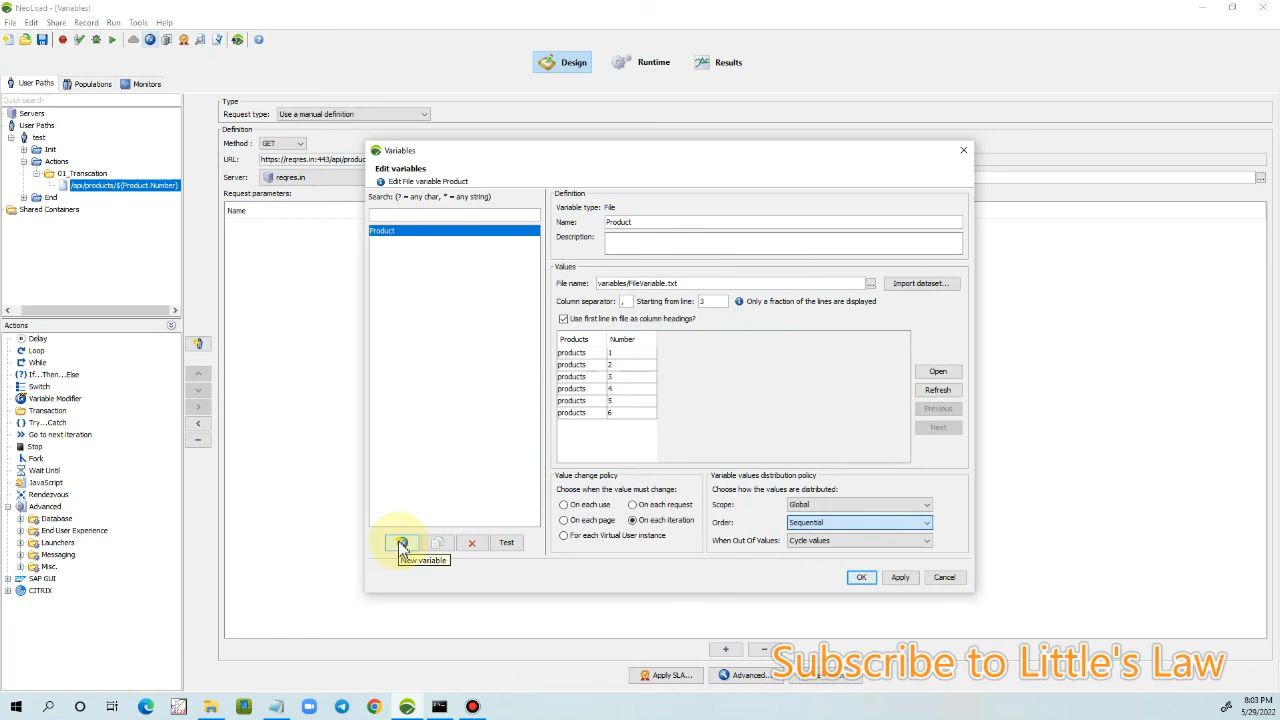 NeoLoad - [Variables]
File Edit Share Record Run Tools Help
Design Runtime Results
User Paths Populations Monitors
Quick search
Servers
User Paths
test
Init
Actions
01_Transcation
/api/products/${Product.Number}
End
Shared Containers
Actions
Delay
Loop
While
If...Then...Else
Switch
Variable Modifier
Transaction
Try...Catch
Go to next iteration
Stop
Fork
Wait Until
JavaScript
Rendezvous
Advanced
Database
End User Experience
Launchers
Messaging
Misc.
SAP GUI
CITRIX
Type
Request type: Use a manual definition
Definition
Method: GET
URL: https://reqres.in:443/api/produc
Server: reqres.in
Request parameters:
Name
Variables
Edit variables
Edit File variable Product
Search: (? = any char, * = any string)
Product
New variable
Test
Definition
Variable type: File
Name: Product
Description:
Values
File name: variables/FileVariable.txt Import dataset...
Column separator: , Starting from line: 3 Only a fraction of the lines are displayed
Use first line in file as column headings?
Products Number
products 1
products 2
products 3
products 4
products 5
products 6
Open
Refresh
Previous
Next
Value change policy
Choose when the value must change:
On each use On each request
On each page On each iteration
For each Virtual User instance
Variable values distribution policy
Choose how the values are distributed:
Scope: Global
Order: Sequential
When Out Of Values: Cycle values
OK Apply Cancel
Apply SLA... Advanced...
Subscribe to Little's Law
8:03 PM
5/29/2022